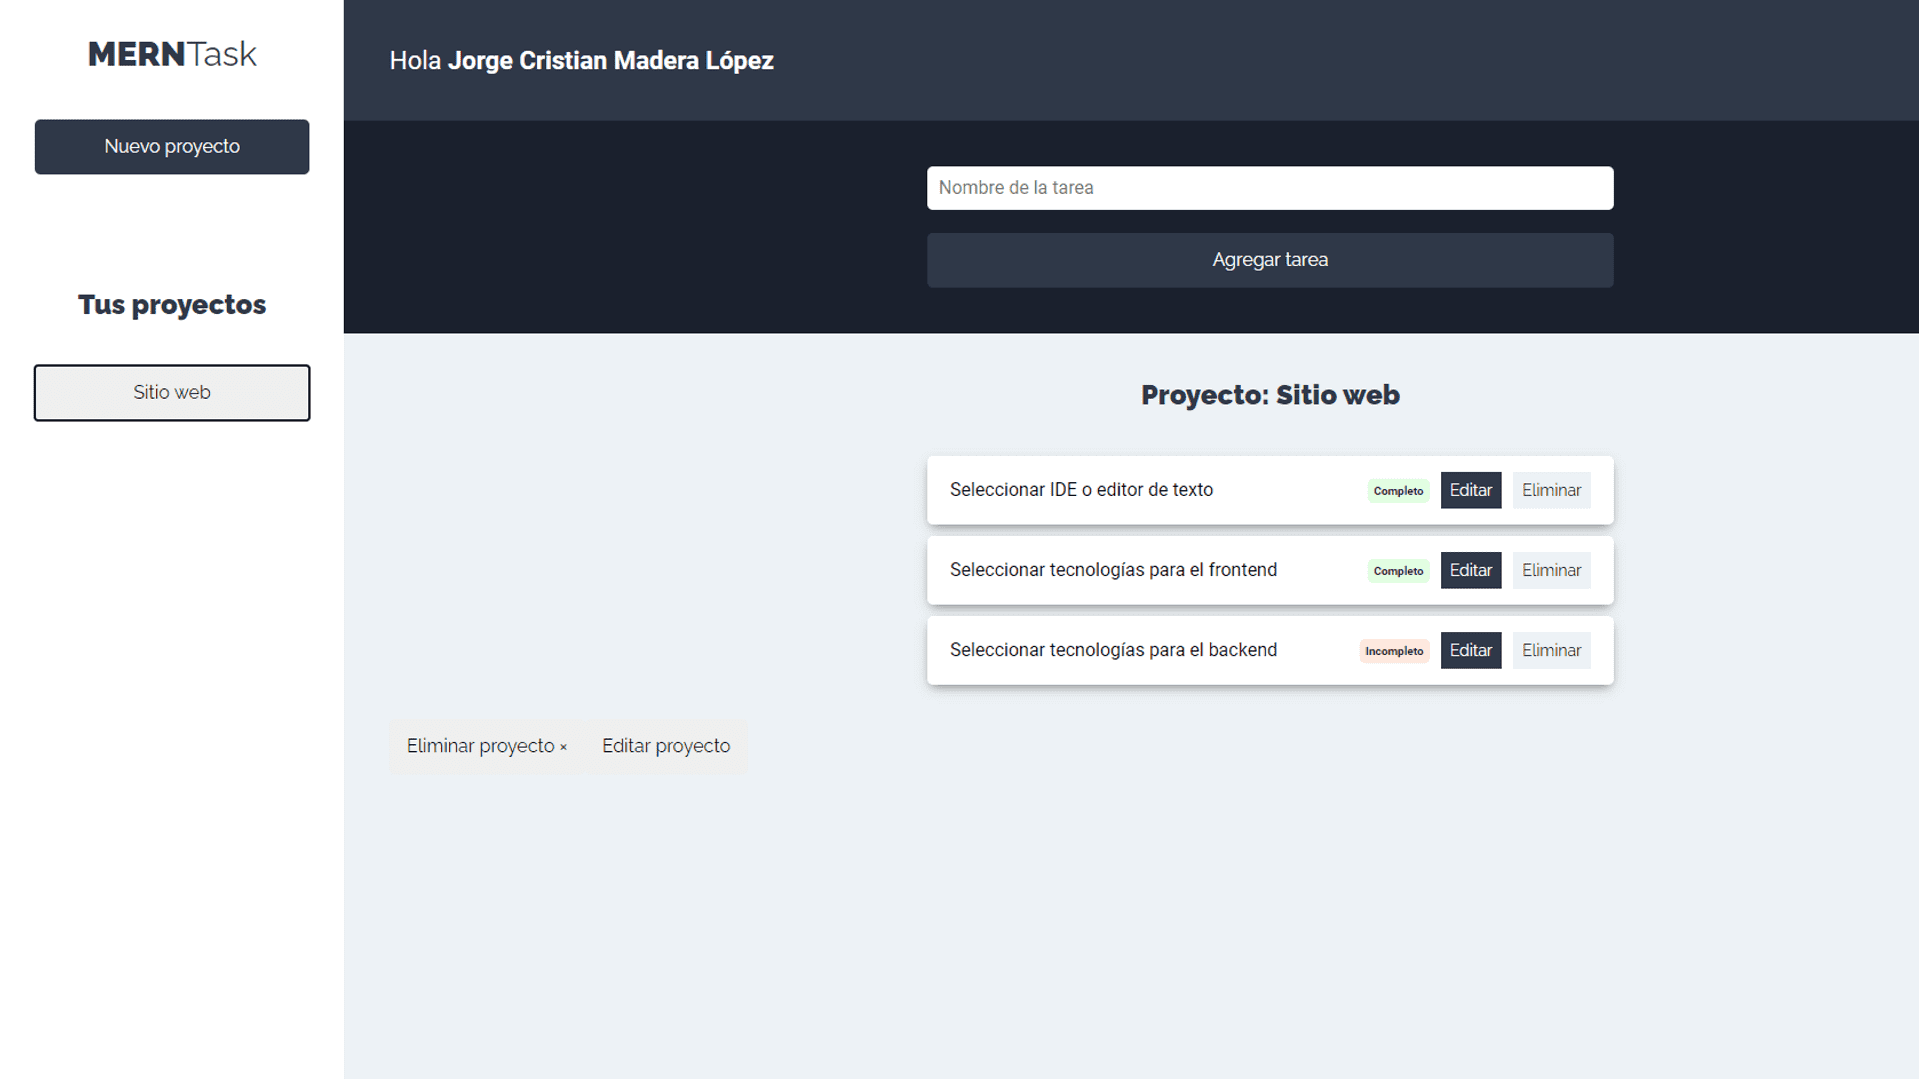 MERNTask
Nuevo proyecto
Tus proyectos
Sitio web
Hola Jorge Cristian Madera López
Nombre de la tarea
Agregar tarea
Proyecto: Sitio web
Seleccionar IDE o editor de texto Completo Editar Eliminar
Seleccionar tecnologías para el frontend Completo Editar Eliminar
Seleccionar tecnologías para el backend Incompleto Editar Eliminar
Eliminar proyecto × Editar proyecto